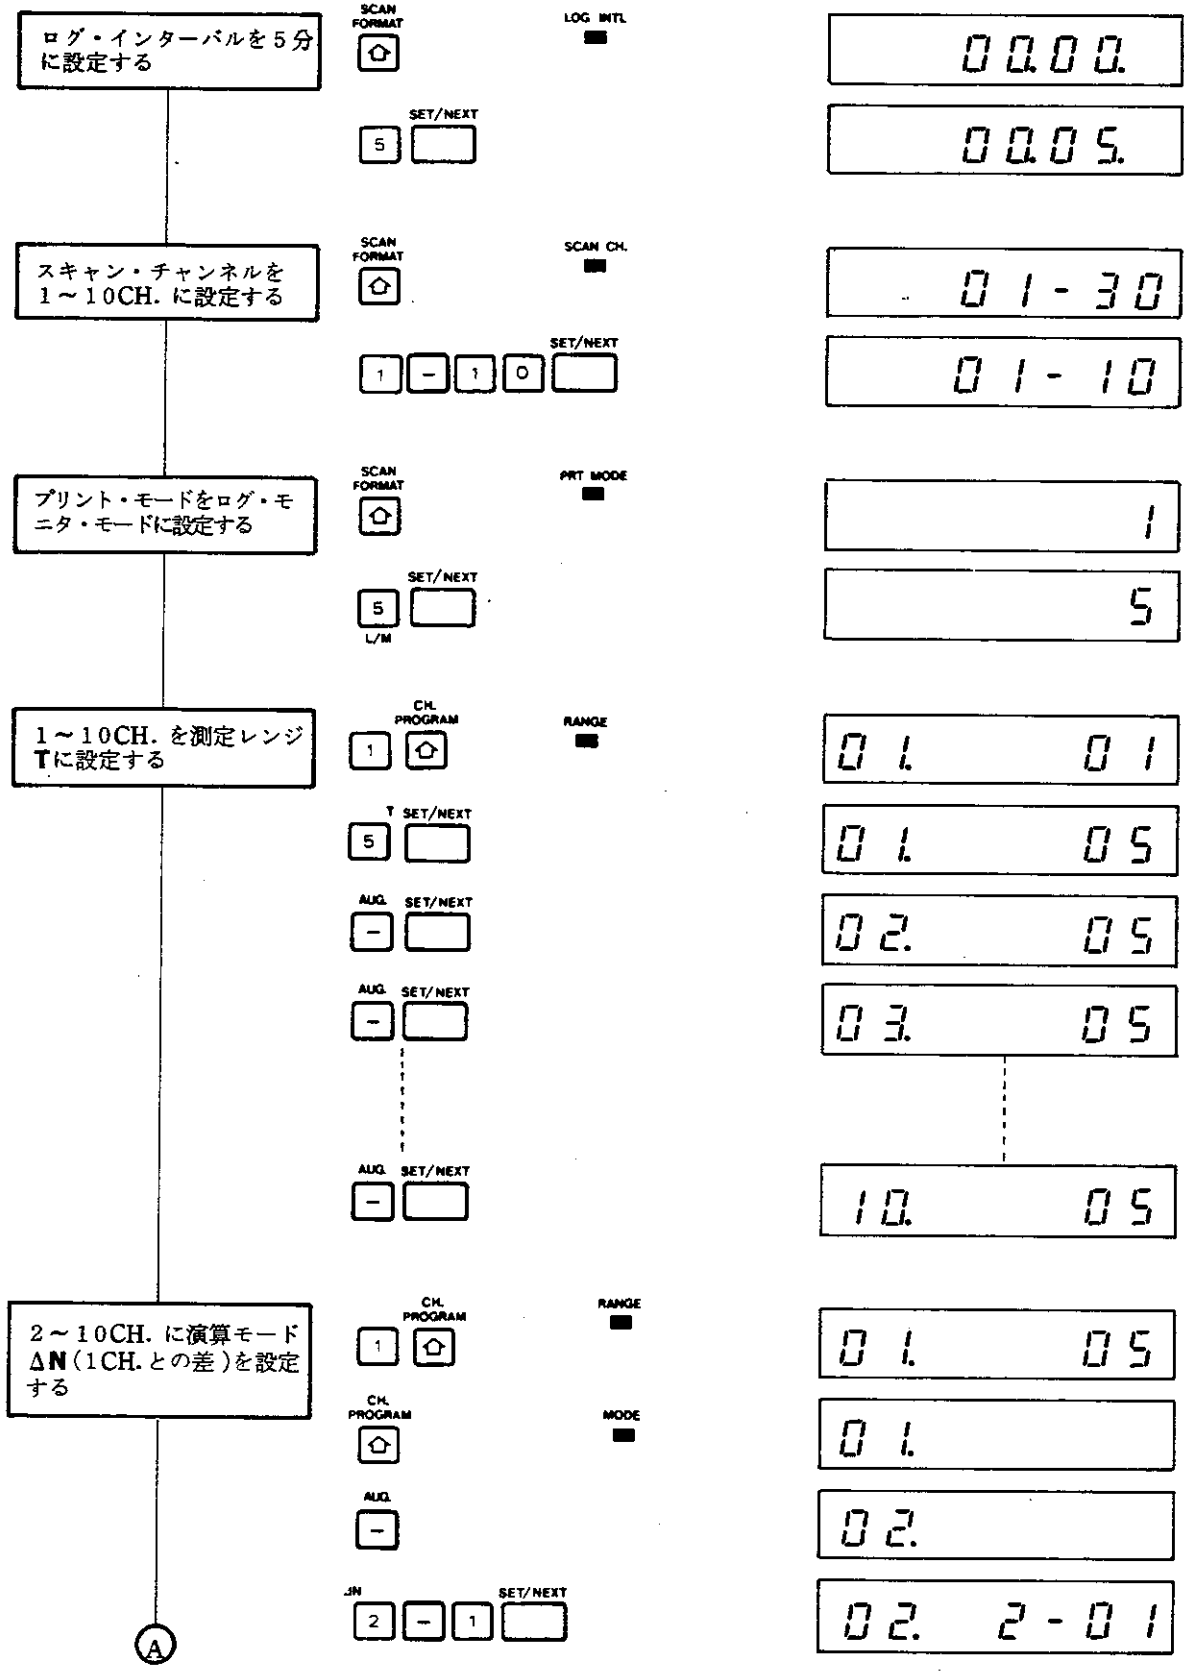 ログ・インターバルを5分
に設定する
SCAN
FORMAT
LOG INTL
00.00.
SET/NEXT
5
00.05.
スキャン・チャンネルを
1～10CH. に設定する
SCAN
FORMAT
SCAN CH.
01-30
SET/NEXT
1 - 1 0
01-10
プリント・モードをログ・モ
ニタ・モードに設定する
SCAN
FORMAT
PRT MODE
1
SET/NEXT
5
L/M
5
1～10CH. を測定レンジ
Tに設定する
CH.
PROGRAM
1
RANGE
01. 01
T SET/NEXT
5
01. 05
AUG. SET/NEXT
-
02. 05
AUG. SET/NEXT
-
03. 05
AUG. SET/NEXT
-
10. 05
2～10CH. に演算モード
ΔN(1CH.との差)を設定
する
CH.
PROGRAM
1
RANGE
01. 05
CH.
PROGRAM
MODE
01.
AUG.
-
02.
ΔN SET/NEXT
2 - 1
02. 2-01
A